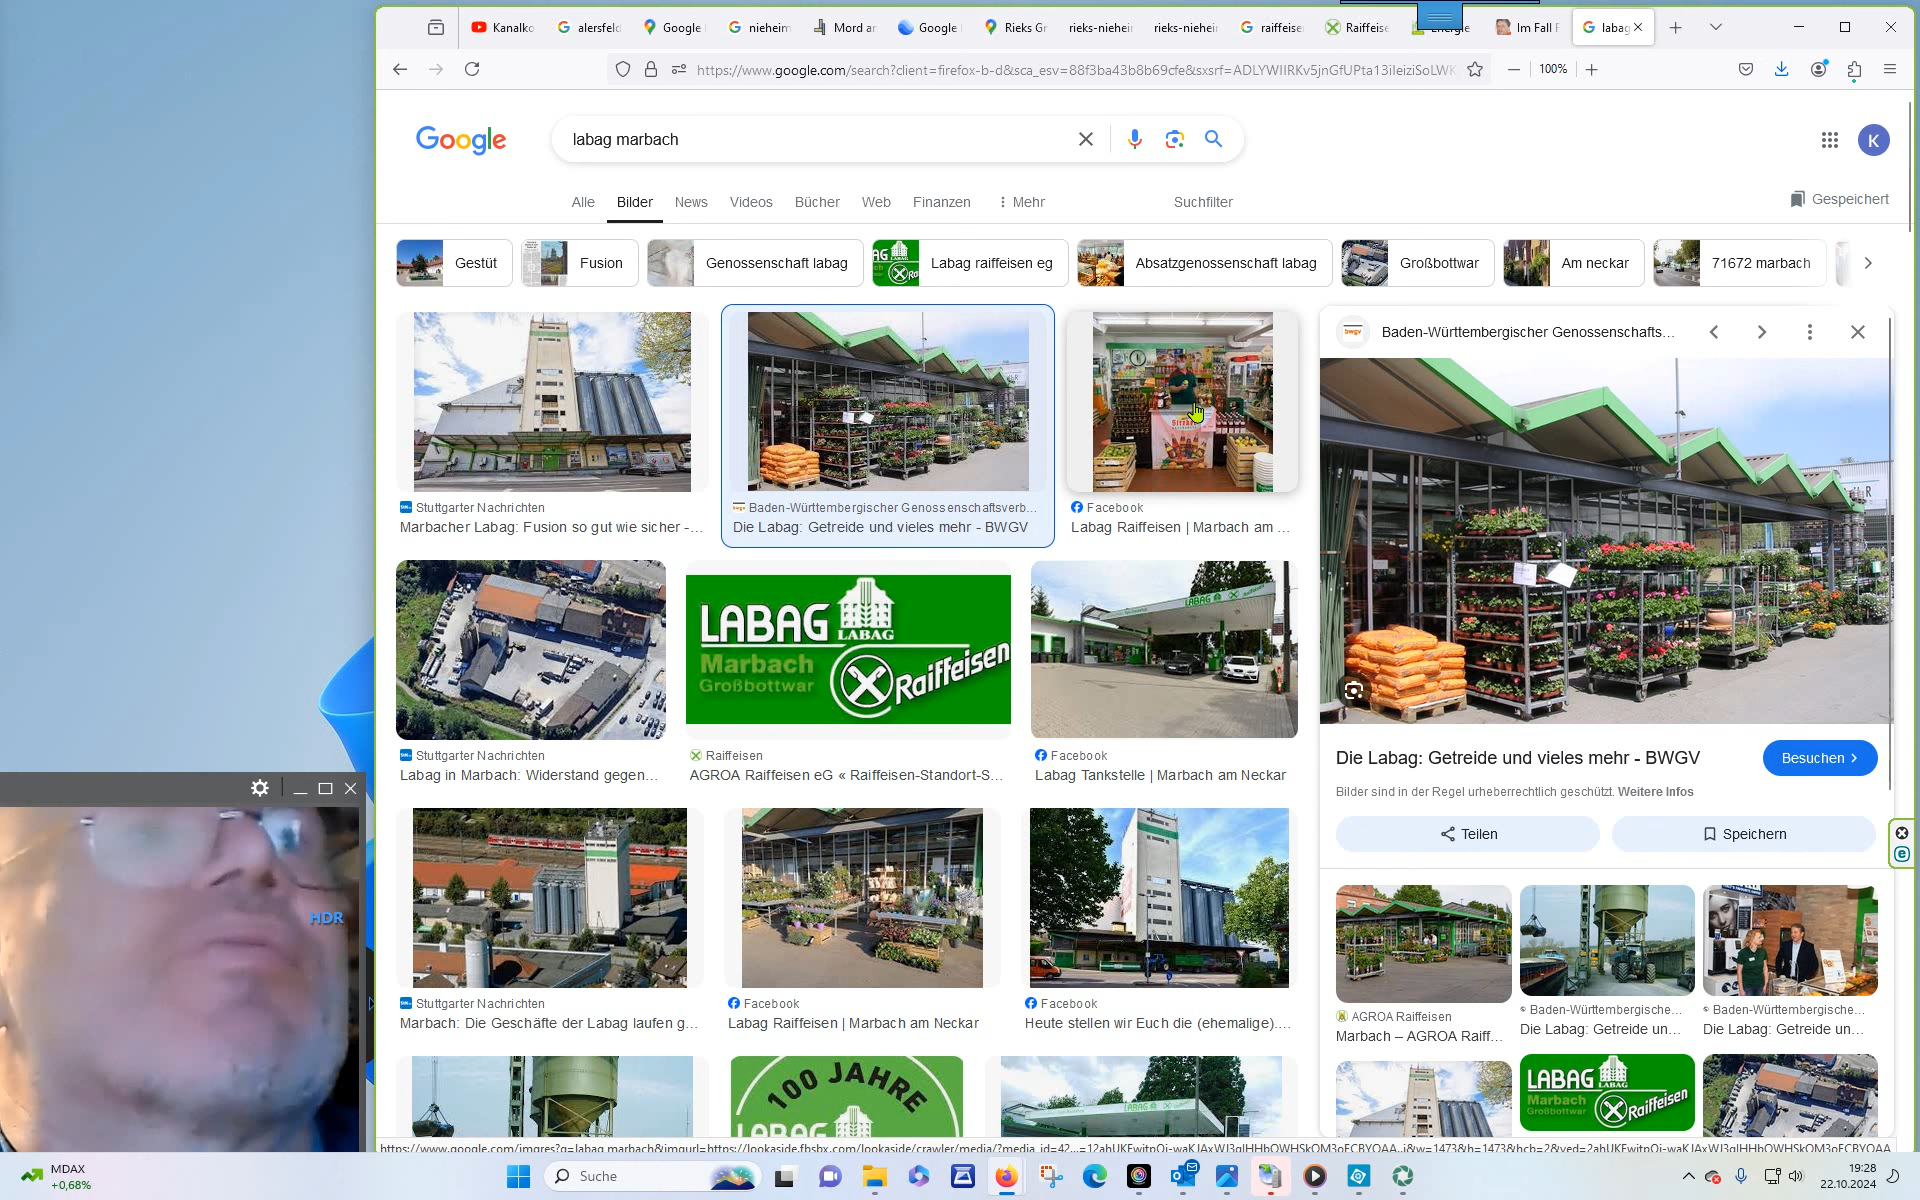 Kanalko
alersfeld
Google
nieheim
Mord ar
Google
Rieks Gr
rieks-nieheir
rieks-nieheir
raiffeise
Raiffeise
Energie
Im Fall F
labag
https://www.google.com/search?client=firefox-b-d&sca_esv=88f3ba43b8b69cfe&sxsrf=
100%
Google
labag marbach
K
Alle
Bilder
News
Videos
Bücher
Web
Finanzen
Mehr
Suchfilter
Gespeichert
Gestüt
Fusion
Genossenschaft labag
Labag raiffeisen eg
Absatzgenossenschaft labag
Großbottwar
Am neckar
71672 marbach
Stuttgarter Nachrichten
Marbacher Labag: Fusion so gut wie sicher -...
Baden-Württembergischer Genossenschaftsverb...
Die Labag: Getreide und vieles mehr - BWGV
Facebook
Labag Raiffeisen | Marbach am ...
bwgv
Baden-Württembergischer Genossenschafts...
LABAG
LABAG
Marbach
Großbottwar
Raiffeisen
Stuttgarter Nachrichten
Labag in Marbach: Widerstand gegen...
Raiffeisen
AGROA Raiffeisen eG « Raiffeisen-Standort-S...
Facebook
Labag Tankstelle | Marbach am Neckar
Die Labag: Getreide und vieles mehr - BWGV
Besuchen
Bilder sind in der Regel urheberrechtlich geschützt. Weitere Infos
Teilen
Speichern
HDR
Stuttgarter Nachrichten
Marbach: Die Geschäfte der Labag laufen g...
Facebook
Labag Raiffeisen | Marbach am Neckar
Facebook
Heute stellen wir Euch die (ehemalige)....
AGROA Raiffeisen
Marbach – AGROA Raiff...
Baden-Württembergische...
Die Labag: Getreide un...
Baden-Württembergische...
Die Labag: Getreide un...
100 JAHRE
LABAG
LABAG
LABAG
LABAG
Marbach
Großbottwar
Raiffeisen
MDAX
+0,68%
Suche
19:28
22.10.2024